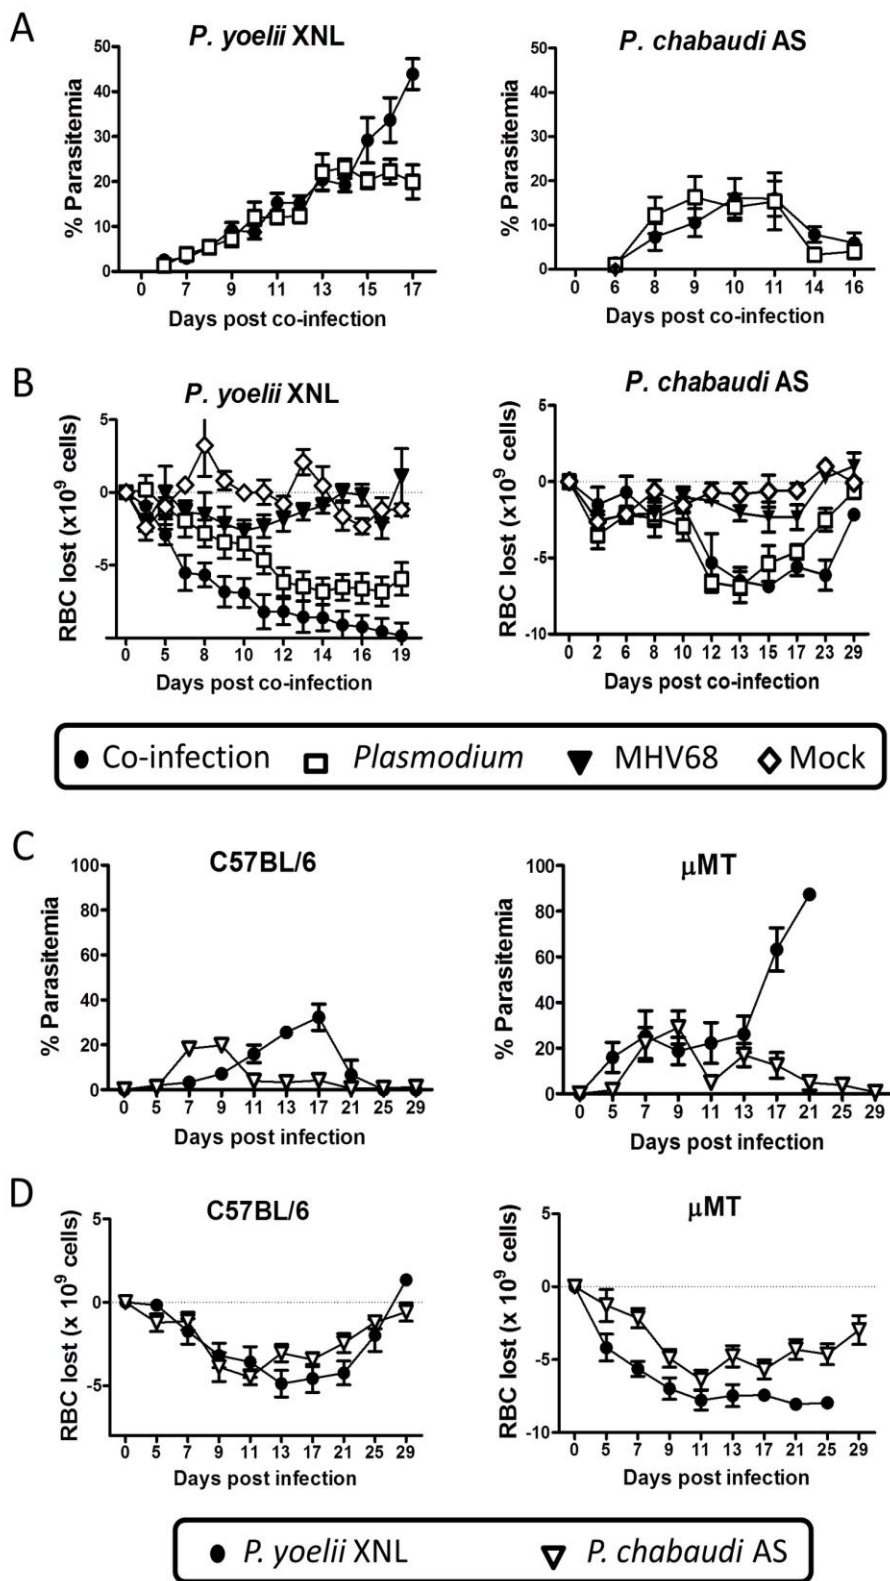 A
P. yoelii XNL
P. chabaudi AS
% Parasitemia
50
40
30
20
10
0
0 7 9 11 13 15 17
Days post co-infection
% Parasitemia
50
40
30
20
10
0
0 6 8 9 10 11 14 16
Days post co-infection
B
P. yoelii XNL
P. chabaudi AS
RBC lost (x10⁹ cells)
5
0
-5
0 5 8 10 12 14 16 19
Days post co-infection
RBC lost (x10⁹ cells)
5
0
-5
-10
0 2 6 8 10 12 13 15 17 23 29
Days post co-infection
Co-infection Plasmodium MHV68 Mock
C
C57BL/6
μMT
% Parasitemia
100
80
60
40
20
0
0 5 7 9 11 13 17 21 25 29
Days post infection
% Parasitemia
100
80
60
40
20
0
0 5 7 9 11 13 17 21 25 29
Days post infection
D
C57BL/6
μMT
RBC lost (x 10⁹ cells)
5
0
-5
0 5 7 9 11 13 17 21 25 29
Days post infection
RBC lost (x 10⁹ cells)
5
0
-5
-10
0 5 7 9 11 13 17 21 25 29
Days post infection
P. yoelii XNL P. chabaudi AS